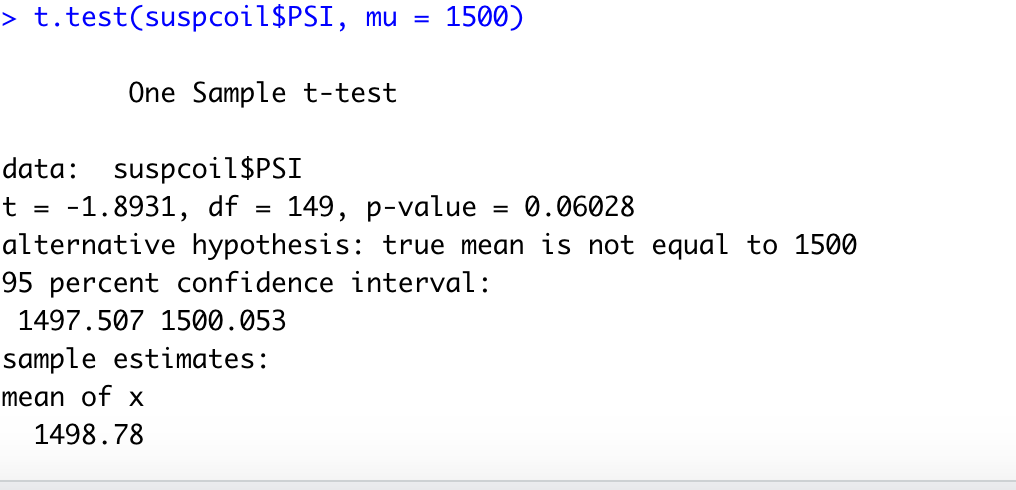 > t.test(suspcoil$PSI, mu = 1500)
One Sample t-test
data:  suspcoil$PSI
t = -1.8931, df = 149, p-value = 0.06028
alternative hypothesis: true mean is not equal to 1500
95 percent confidence interval:
1497.507 1500.053
sample estimates:
mean of x
1498.78